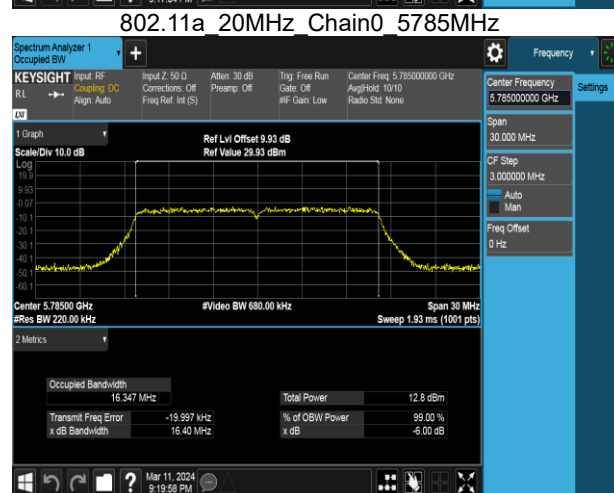 802.11a_20MHz_Chain0_5785MHz
Spectrum Analyzer 1
Occupied BW
Frequency
KEYSIGHT Input: RF Input Z: 50 Ω Atten: 30 dB Trig: Free Run Center Freq: 5.785000000 GHz
RL Coupling: DC Corrections: Off Preamp: Off Gate: Off Avg|Hold: 10/10
Align: Auto Freq Ref: Int (S) #IF Gain: Low Radio Std: None
LXI
Center Frequency
5.785000000 GHz
Settings
Span
30.000 MHz
CF Step
3.000000 MHz
Auto
Man
Freq Offset
0 Hz
1 Graph
Ref Lvl Offset 9.93 dB
Scale/Div 10.0 dB Ref Value 29.93 dBm
Log
19.9
9.93
-0.07
-10.1
-20.1
-30.1
-40.1
-50.1
-60.1
Center 5.78500 GHz #Video BW 680.00 kHz Span 30 MHz
#Res BW 220.00 kHz Sweep 1.93 ms (1001 pts)
2 Metrics
Occupied Bandwidth
16.347 MHz Total Power 12.8 dBm
Transmit Freq Error -19.997 kHz % of OBW Power 99.00 %
x dB Bandwidth 16.40 MHz x dB -6.00 dB
? Mar 11, 2024
9:19:58 PM